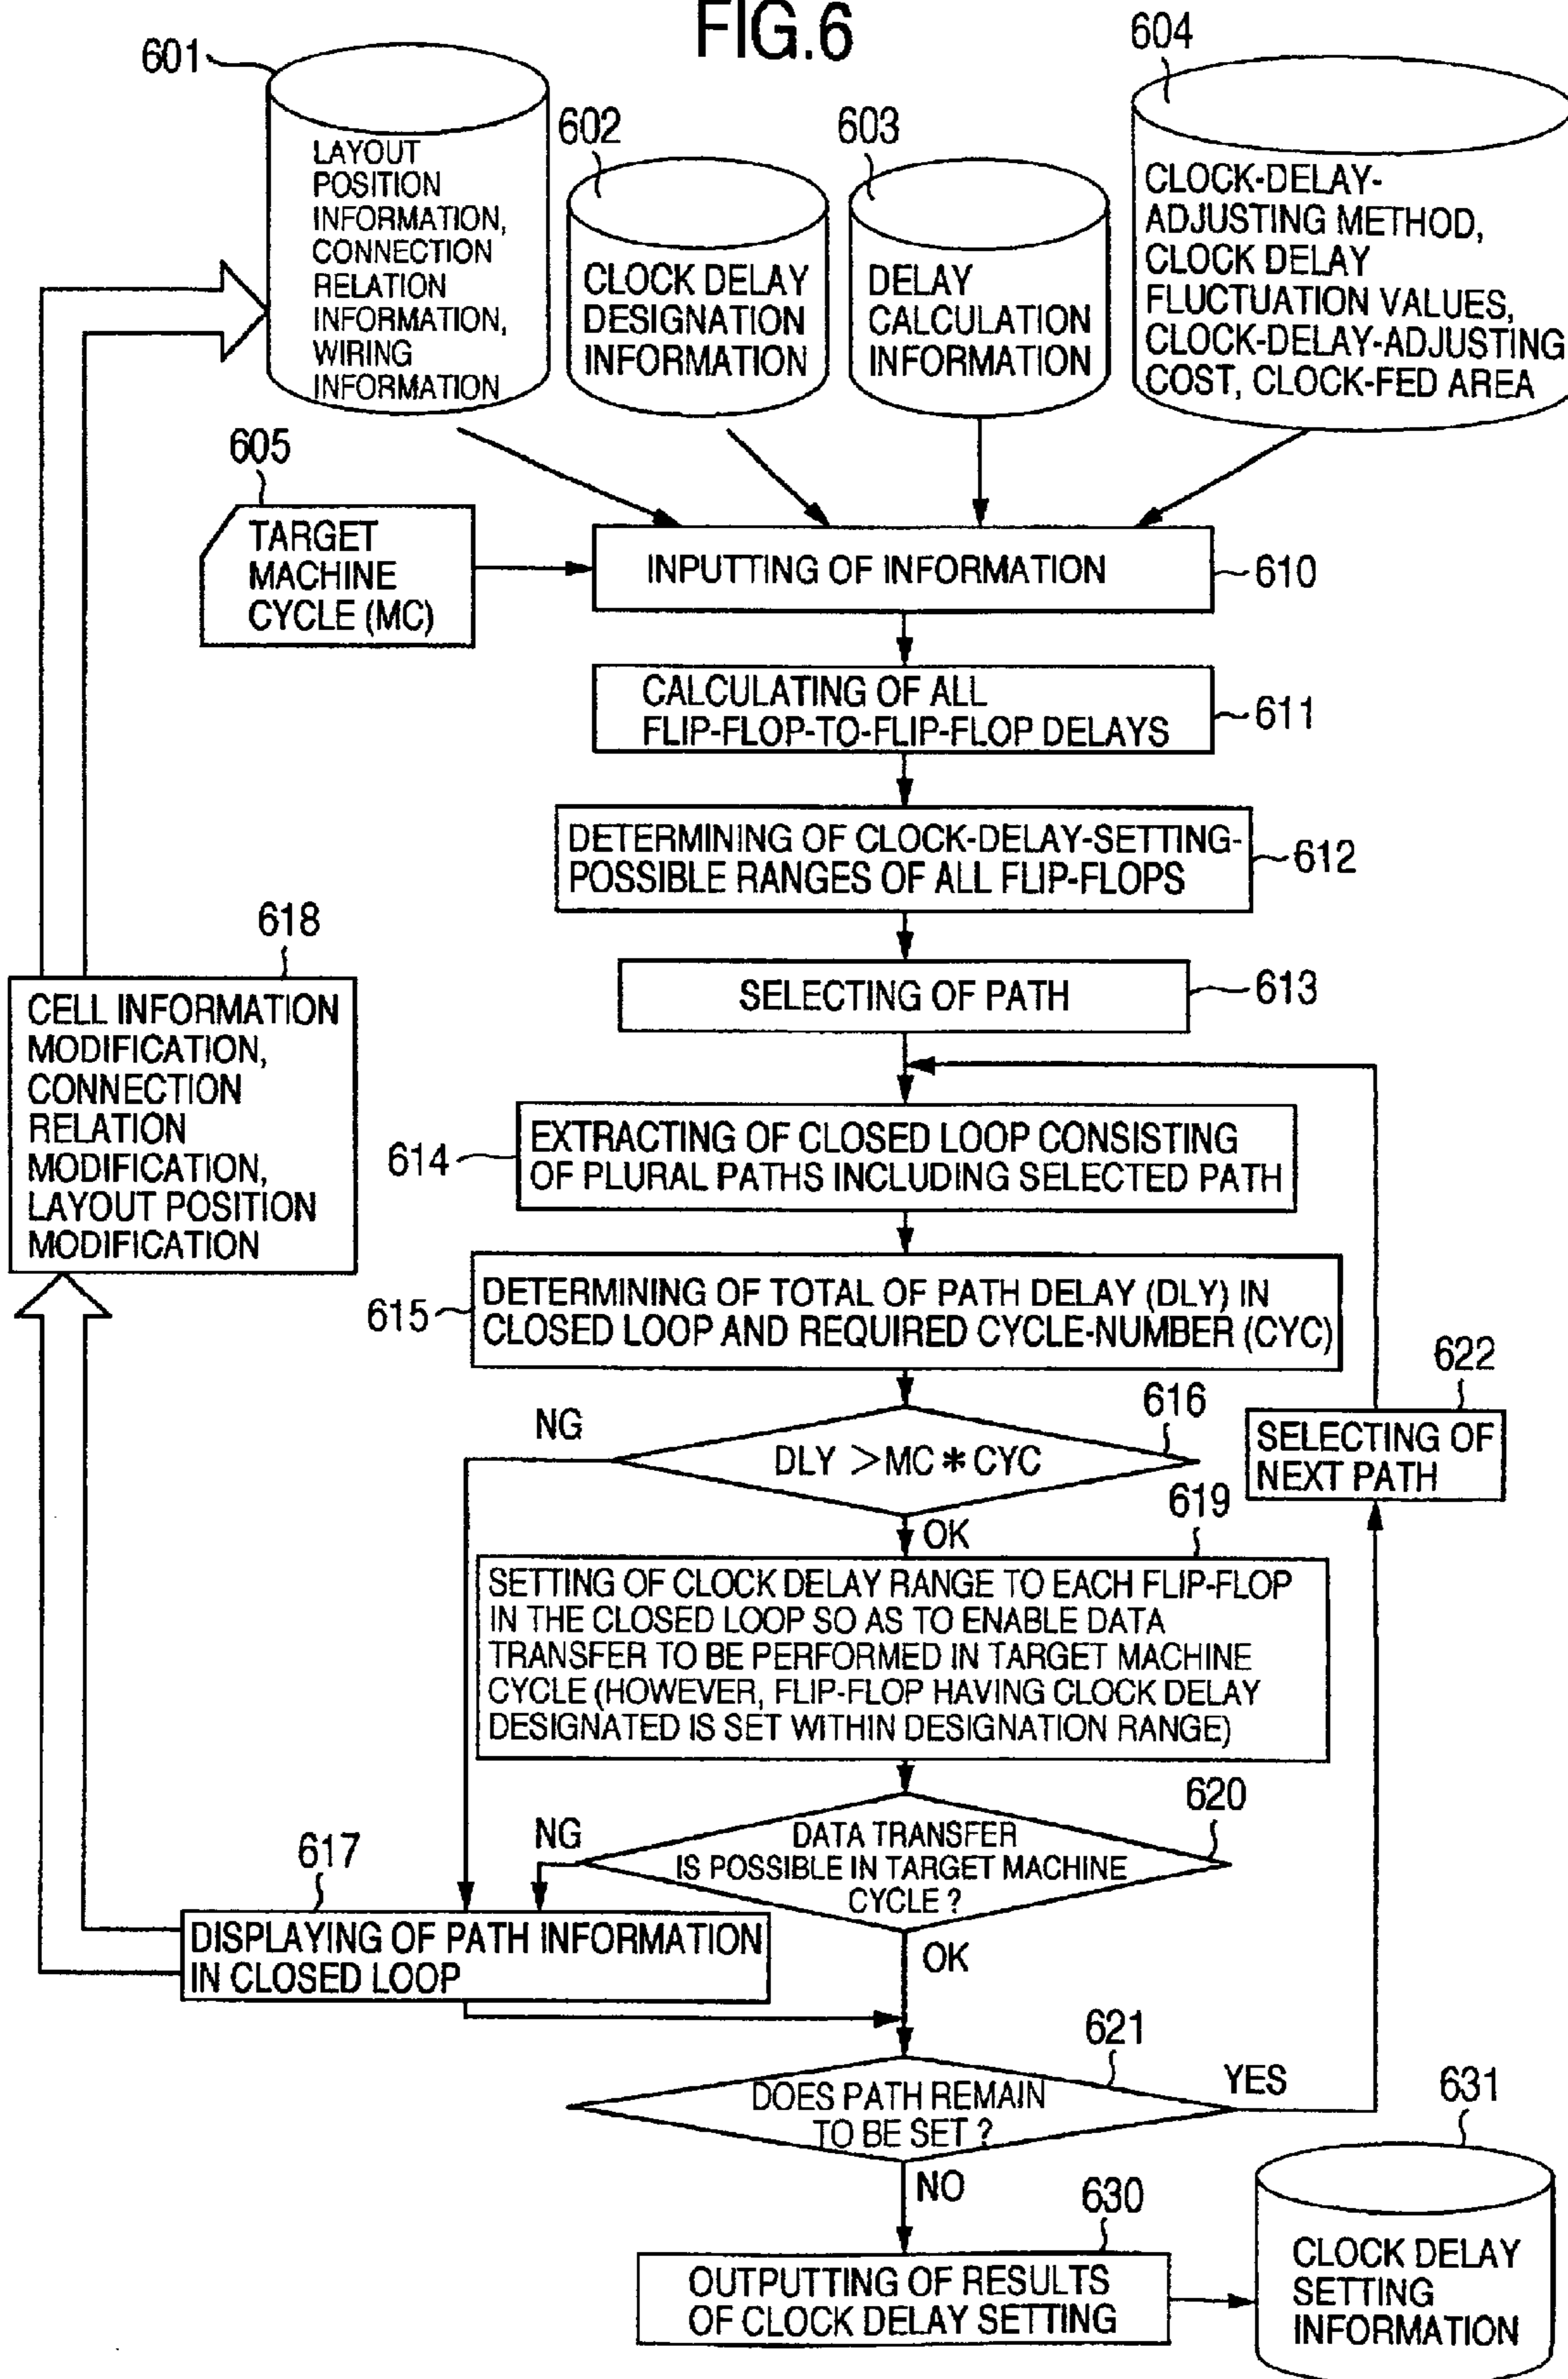 FIG.6
601
LAYOUT
POSITION
INFORMATION,
CONNECTION
RELATION
INFORMATION,
WIRING
INFORMATION
602
CLOCK DELAY
DESIGNATION
INFORMATION
603
DELAY
CALCULATION
INFORMATION
604
CLOCK-DELAY-
ADJUSTING METHOD,
CLOCK DELAY
FLUCTUATION VALUES,
CLOCK-DELAY-ADJUSTING
COST, CLOCK-FED AREA
605
TARGET
MACHINE
CYCLE (MC)
INPUTTING OF INFORMATION
610
CALCULATING OF ALL
FLIP-FLOP-TO-FLIP-FLOP DELAYS
611
DETERMINING OF CLOCK-DELAY-SETTING-
POSSIBLE RANGES OF ALL FLIP-FLOPS
612
SELECTING OF PATH
613
618
CELL INFORMATION
MODIFICATION,
CONNECTION
RELATION
MODIFICATION,
LAYOUT POSITION
MODIFICATION
614
EXTRACTING OF CLOSED LOOP CONSISTING
OF PLURAL PATHS INCLUDING SELECTED PATH
615
DETERMINING OF TOTAL OF PATH DELAY (DLY) IN
CLOSED LOOP AND REQUIRED CYCLE-NUMBER (CYC)
622
SELECTING OF
NEXT PATH
616
NG
DLY >MC * CYC
OK
619
SETTING OF CLOCK DELAY RANGE TO EACH FLIP-FLOP
IN THE CLOSED LOOP SO AS TO ENABLE DATA
TRANSFER TO BE PERFORMED IN TARGET MACHINE
CYCLE (HOWEVER, FLIP-FLOP HAVING CLOCK DELAY
DESIGNATED IS SET WITHIN DESIGNATION RANGE)
620
NG
DATA TRANSFER
IS POSSIBLE IN TARGET MACHINE
CYCLE ?
OK
617
DISPLAYING OF PATH INFORMATION
IN CLOSED LOOP
621
DOES PATH REMAIN
TO BE SET ?
YES
NO
630
OUTPUTTING OF RESULTS
OF CLOCK DELAY SETTING
631
CLOCK DELAY
SETTING
INFORMATION